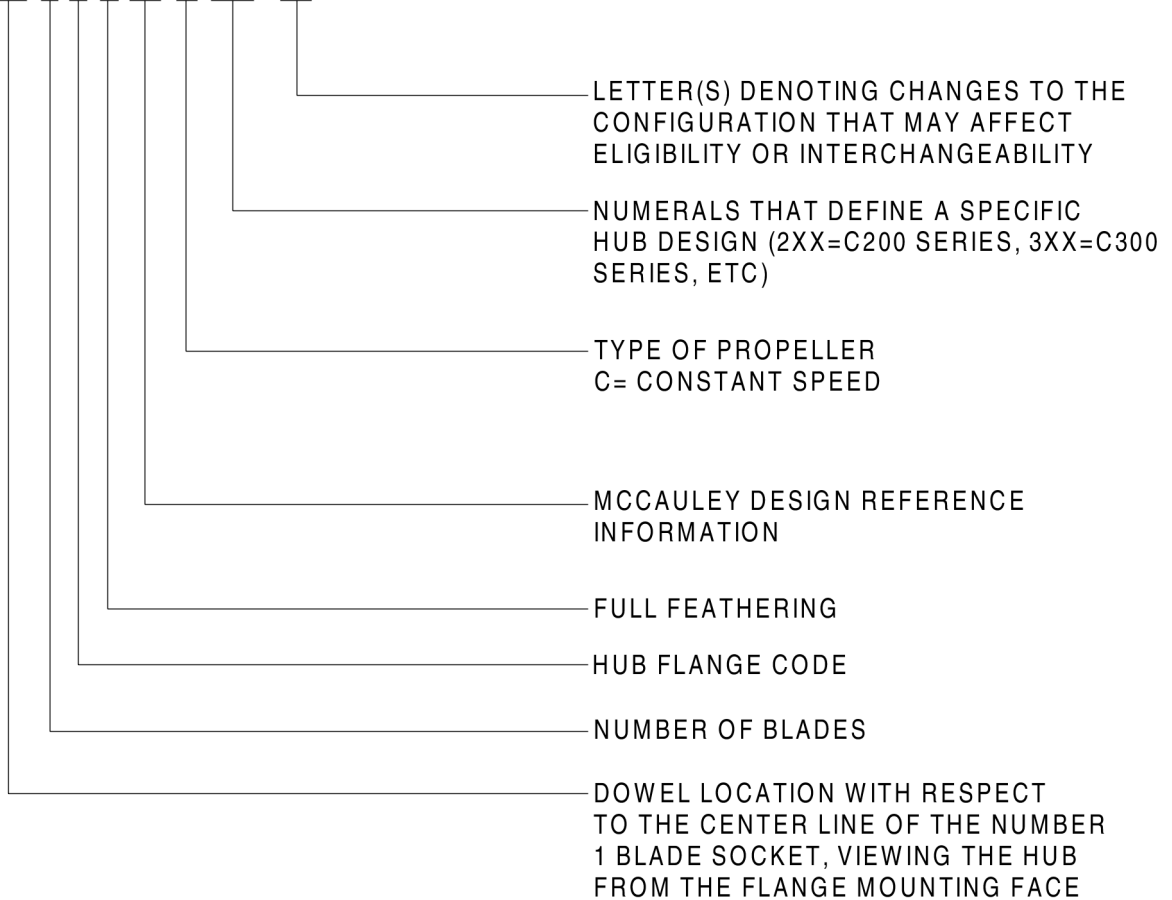 LETTER(S) DENOTING CHANGES TO THE
CONFIGURATION THAT MAY AFFECT
ELIGIBILITY OR INTERCHANGEABILITY
NUMERALS THAT DEFINE A SPECIFIC
HUB DESIGN (2XX=C200 SERIES, 3XX=C300
SERIES, ETC)
TYPE OF PROPELLER
C= CONSTANT SPEED
MCCAULEY DESIGN REFERENCE
INFORMATION
FULL FEATHERING
HUB FLANGE CODE
NUMBER OF BLADES
DOWEL LOCATION WITH RESPECT
TO THE CENTER LINE OF THE NUMBER
1 BLADE SOCKET, VIEWING THE HUB
FROM THE FLANGE MOUNTING FACE